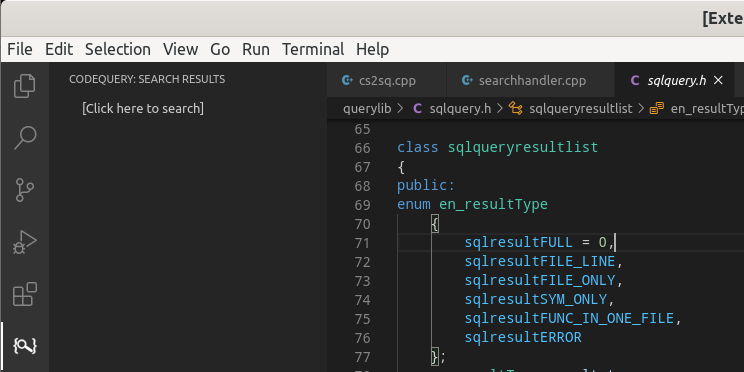 [Exte
File Edit Selection View Go Run Terminal Help
CODEQUERY: SEARCH RESULTS
[Click here to search]
cs2sq.cpp searchhandler.cpp sqlquery.h
querylib > sqlquery.h > sqlqueryresultlist > en_resultTyp
65
66 class sqlqueryresultlist
67 {
68 public:
69 enum en_resultType
70 {
71 sqlresultFULL = 0,
72 sqlresultFILE_LINE,
73 sqlresultFILE_ONLY,
74 sqlresultSYM_ONLY,
75 sqlresultFUNC_IN_ONE_FILE,
76 sqlresultERROR
77 };